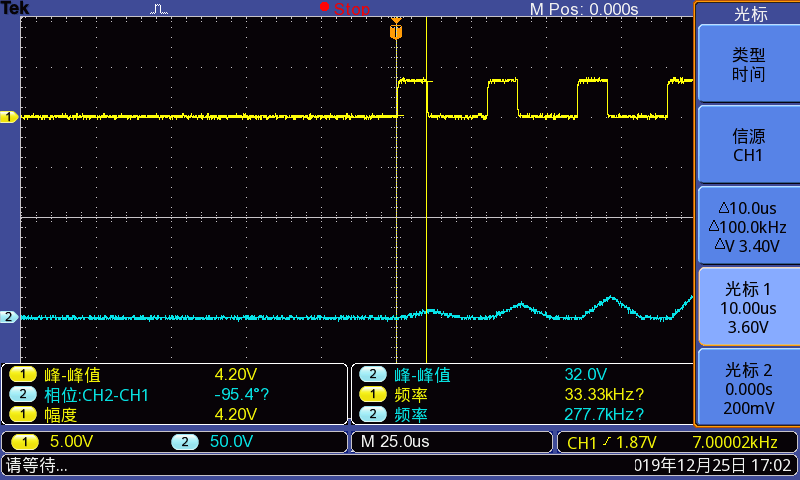 Tek Stop M Pos: 0.000s 光标
T
类型
时间
1
信源
CH1
△10.0us
△100.0kHz
△V 3.40V
光标 1
10.00us
3.60V
2
光标 2
0.000s
200mV
1 峰-峰值 4.20V 2 峰-峰值 32.0V
2 相位:CH2-CH1 -95.4°? 1 频率 33.33kHz?
1 幅度 4.20V 2 频率 277.7kHz?
1 5.00V 2 50.0V M 25.0us CH1 1.87V 7.00002kHz
请等待... 019年12月25日 17:02